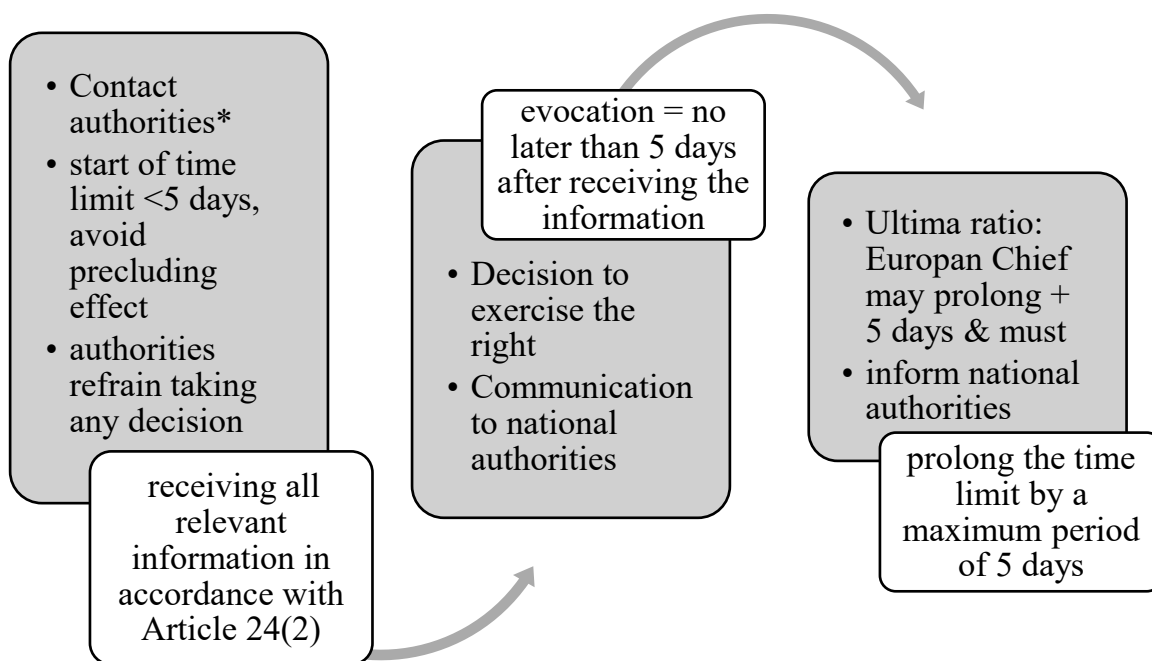 • Contact
authorities*
• start of time
limit <5 days,
avoid
precluding
effect
• authorities
refrain taking
any decision
receiving all
relevant
information in
accordance with
Article 24(2)
evocation = no
later than 5 days
after receiving the
information
• Decision to
exercise the
right
• Communication
to national
authorities
• Ultima ratio:
Europan Chief
may prolong +
5 days & must
• inform national
authorities
prolong the time
limit by a
maximum period
of 5 days